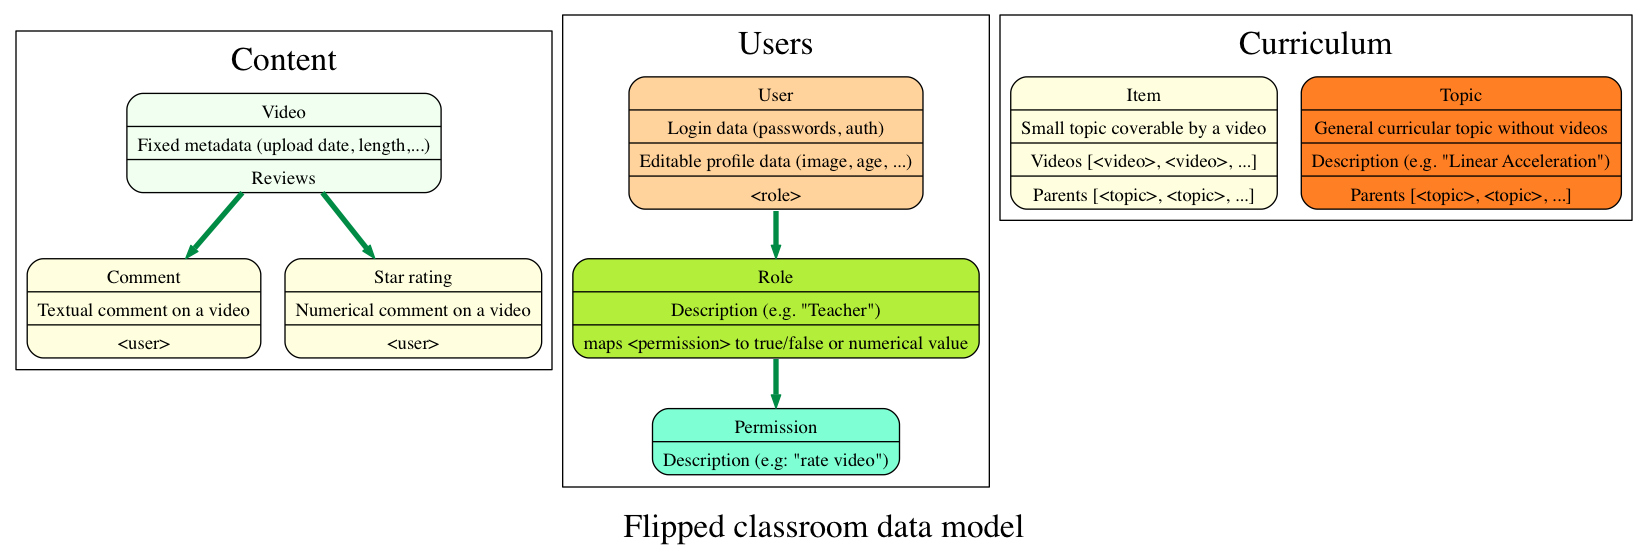 Content
Video
Fixed metadata (upload date, length,...)
Reviews
Comment
Textual comment on a video
<user>
Star rating
Numerical comment on a video
<user>
Users
User
Login data (passwords, auth)
Editable profile data (image, age, ...)
<role>
Role
Description (e.g. "Teacher")
maps <permission> to true/false or numerical value
Permission
Description (e.g: "rate video")
Curriculum
Item
Small topic coverable by a video
Videos [<video>, <video>, ...]
Parents [<topic>, <topic>, ...]
Topic
General curricular topic without videos
Description (e.g. "Linear Acceleration")
Parents [<topic>, <topic>, ...]
Flipped classroom data model